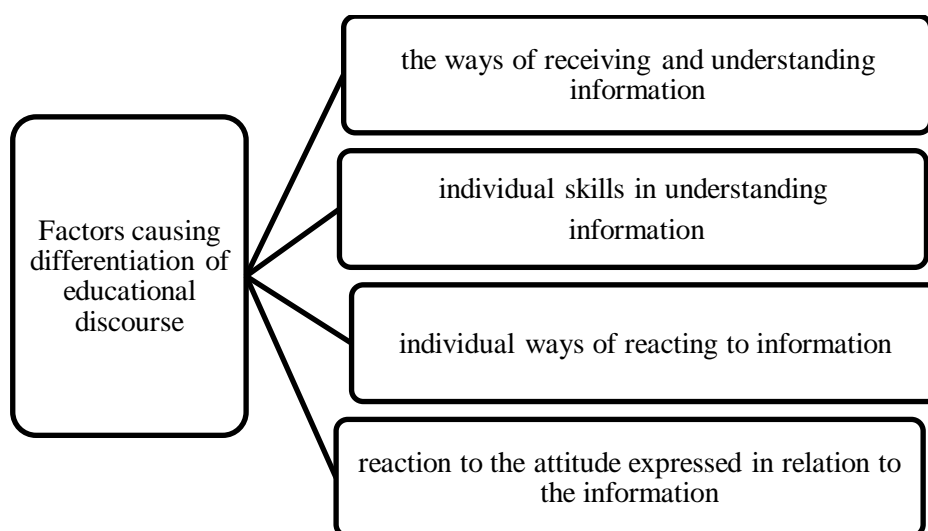 Factors causing
differentiation of
educational
discourse
the ways of receiving and understanding
information
individual skills in understanding
information
individual ways of reacting to information
reaction to the attitude expressed in relation to
the information